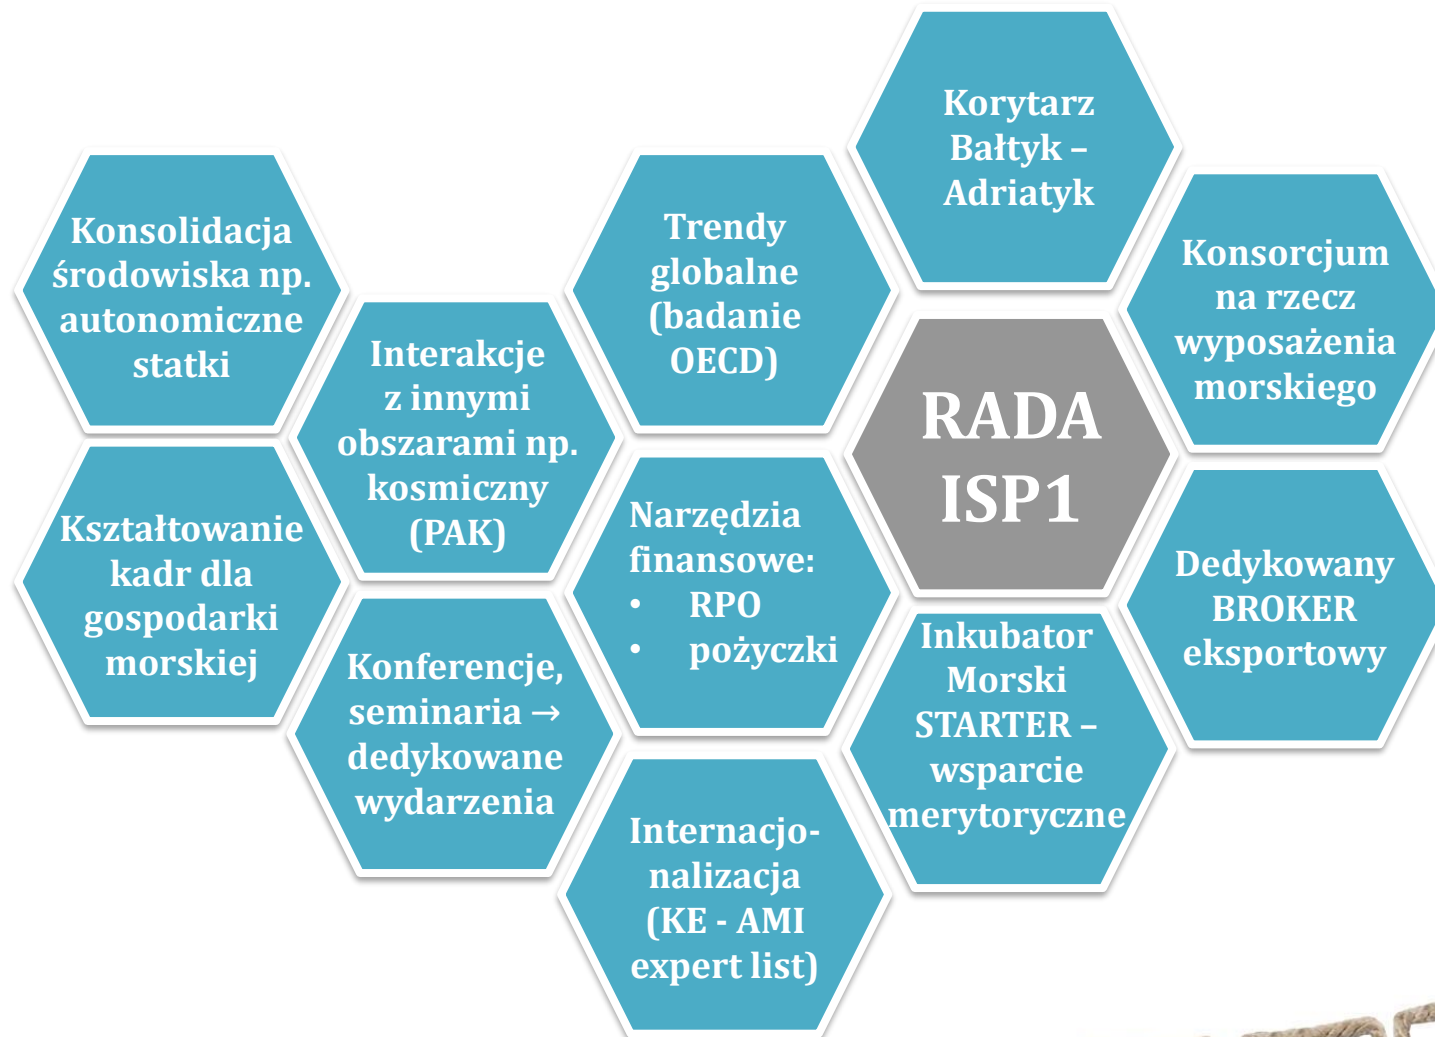 Korytarz
Bałtyk –
Adriatyk
Konsolidacja
środowiska np.
autonomiczne
statki
Trendy
globalne
(badanie
OECD)
Konsorcjum
na rzecz
wyposażenia
morskiego
Interakcje
z innymi
obszarami np.
kosmiczny
(PAK)
RADA
ISP1
Kształtowanie
kadr dla
gospodarki
morskiej
Narzędzia
finansowe:
• RPO
• pożyczki
Dedykowany
BROKER
eksportowy
Konferencje,
seminaria →
dedykowane
wydarzenia
Inkubator
Morski
STARTER –
wsparcie
merytoryczne
Internacjo-
nalizacja
(KE - AMI
expert list)